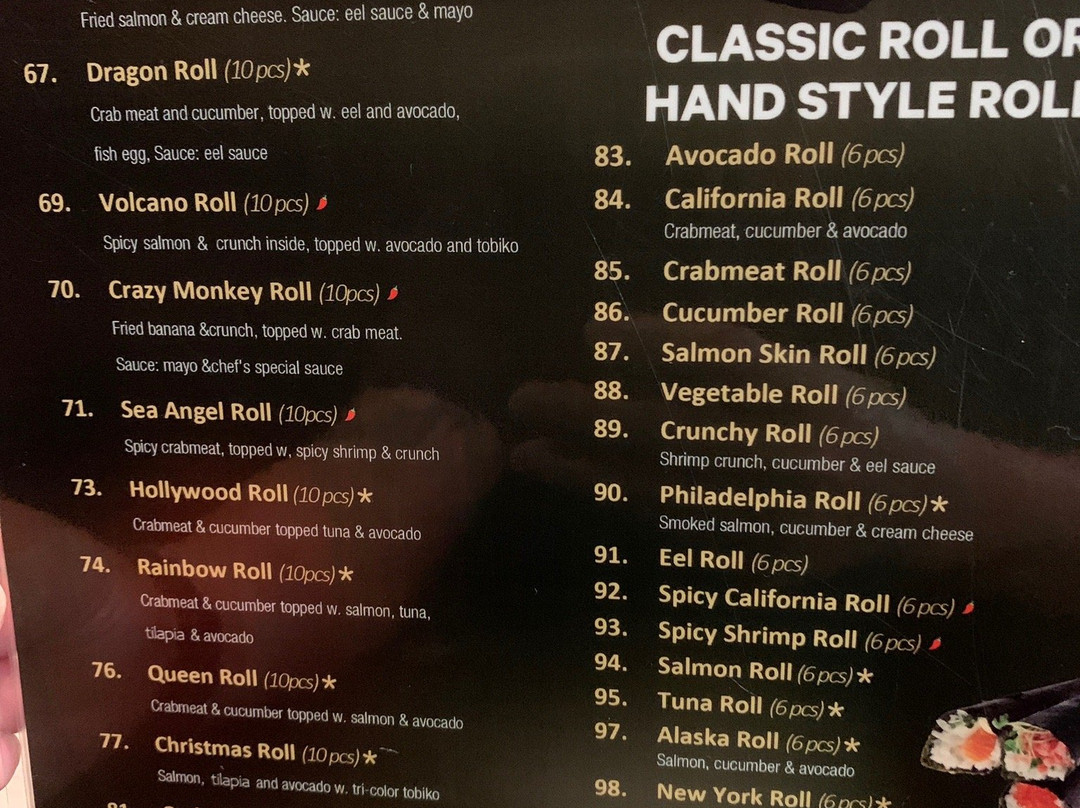 Fried salmon & cream cheese. Sauce: eel sauce & mayo
67. Dragon Roll (10pcs)*
Crab meat and cucumber, topped w. eel and avocado,
fish egg, Sauce: eel sauce
69. Volcano Roll (10pcs)
Spicy salmon & crunch inside, topped w. avocado and tobiko
70. Crazy Monkey Roll (10pcs)
Fried banana &crunch, topped w. crab meat.
Sauce: mayo &chef's special sauce
71. Sea Angel Roll (10pcs)
Spicy crabmeat, topped w, spicy shrimp & crunch
73. Hollywood Roll (10pcs)*
Crabmeat & cucumber topped tuna & avocado
74. Rainbow Roll (10pcs)*
Crabmeat & cucumber topped w. salmon, tuna,
tilapia & avocado
76. Queen Roll (10pcs)*
Crabmeat & cucumber topped w. salmon & avocado
77. Christmas Roll (10pcs)*
Salmon, tilapia and avocado w. tri-color tobiko
CLASSIC ROLL OR
HAND STYLE ROLL
83. Avocado Roll (6pcs)
84. California Roll (6pcs)
Crabmeat, cucumber & avocado
85. Crabmeat Roll (6pcs)
86. Cucumber Roll (6pcs)
87. Salmon Skin Roll (6pcs)
88. Vegetable Roll (6pcs)
89. Crunchy Roll (6pcs)
Shrimp crunch, cucumber & eel sauce
90. Philadelphia Roll (6pcs)*
Smoked salmon, cucumber & cream cheese
91. Eel Roll (6pcs)
92. Spicy California Roll (6pcs)
93. Spicy Shrimp Roll (6pcs)
94. Salmon Roll (6pcs)*
95. Tuna Roll (6pcs)*
97. Alaska Roll (6pcs)*
Salmon, cucumber & avocado
98. New York Roll (6pcs)*